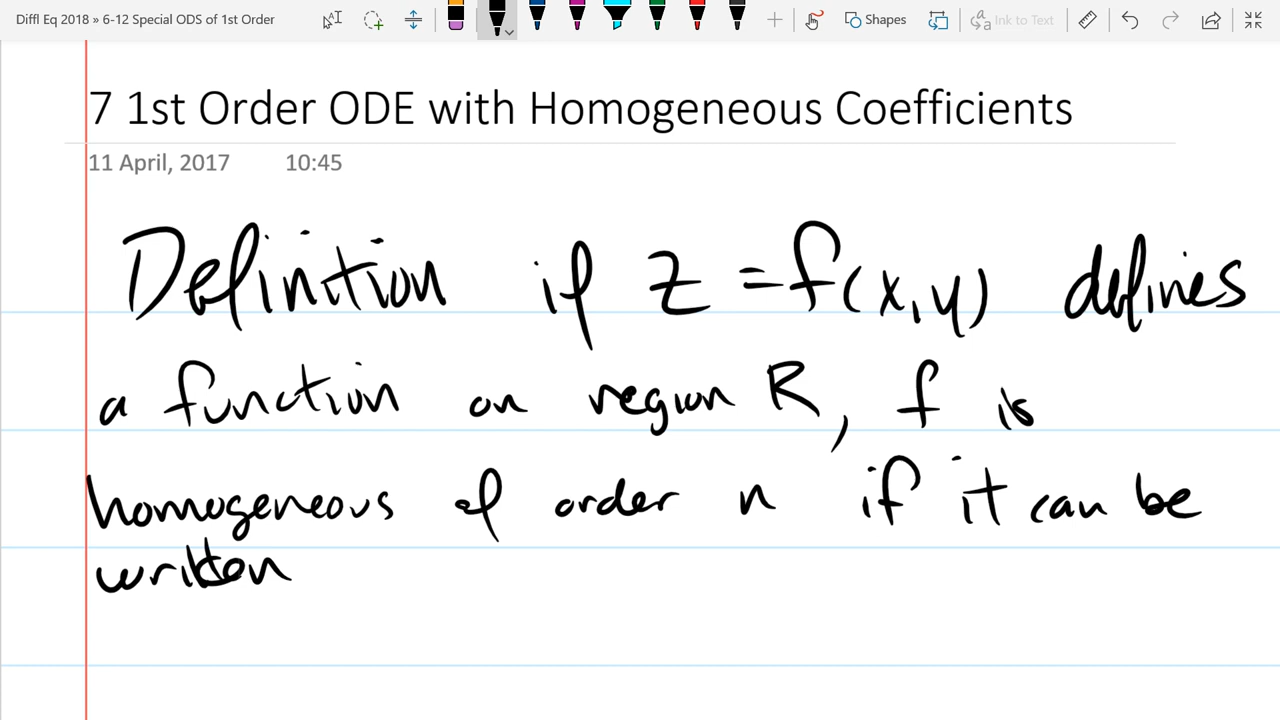 Diffl Eq 2018 » 6-12 Special ODS of 1st Order
Shapes
Ink to Text
7 1st Order ODE with Homogeneous Coefficients
11 April, 2017 10:45
Defintion if z = f(x,y) defines
a function on region R, f is
homogeneous of order n if it can be
written